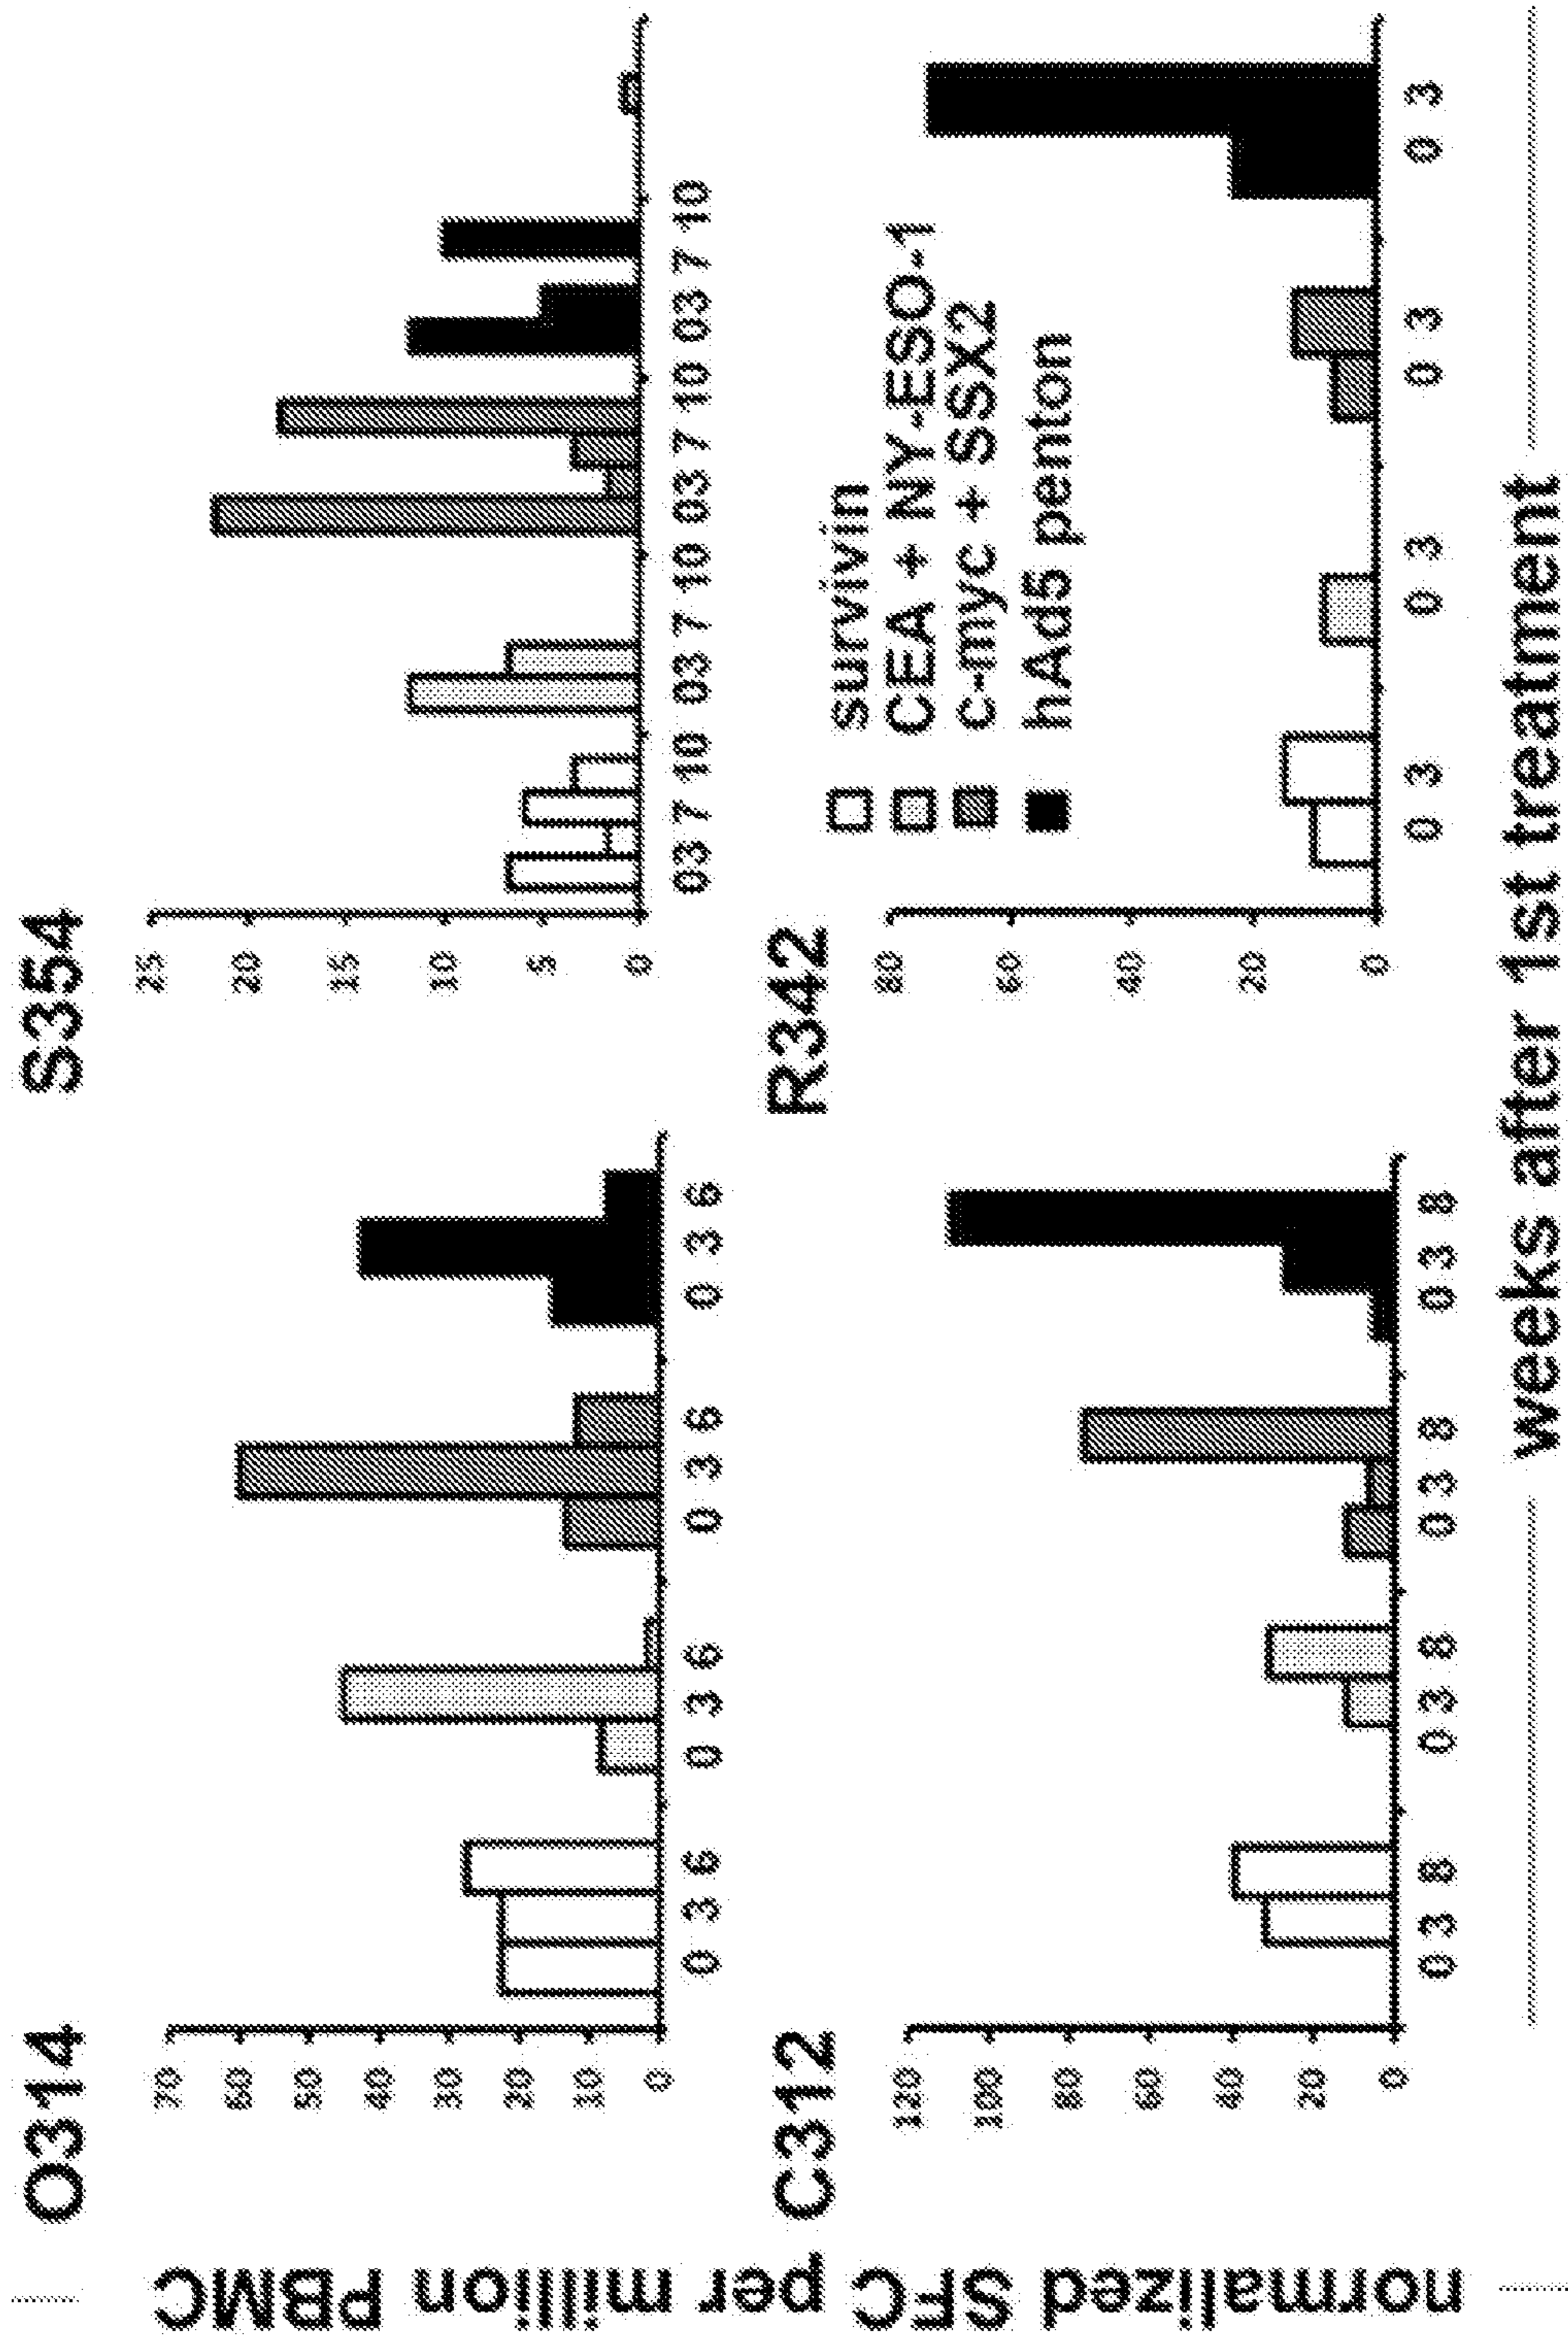 O314
70
60
50
40
30
20
10
0
0 3 6 0 3 6 0 3 6 0 3 6
S354
25
20
15
10
5
0
03 7 10 03 7 10 03 7 10 03 7 10
C312
120
100
80
60
40
20
0
0 3 8 0 3 8 0 3 8 0 3 8
R342
80
60
40
20
0
survivin
CEA + NY-ESO-1
c-myc + SSX2
hAd5 penton
0 3 0 3 0 3 0 3
normalized SFC per million PBMC
weeks after 1st treatment